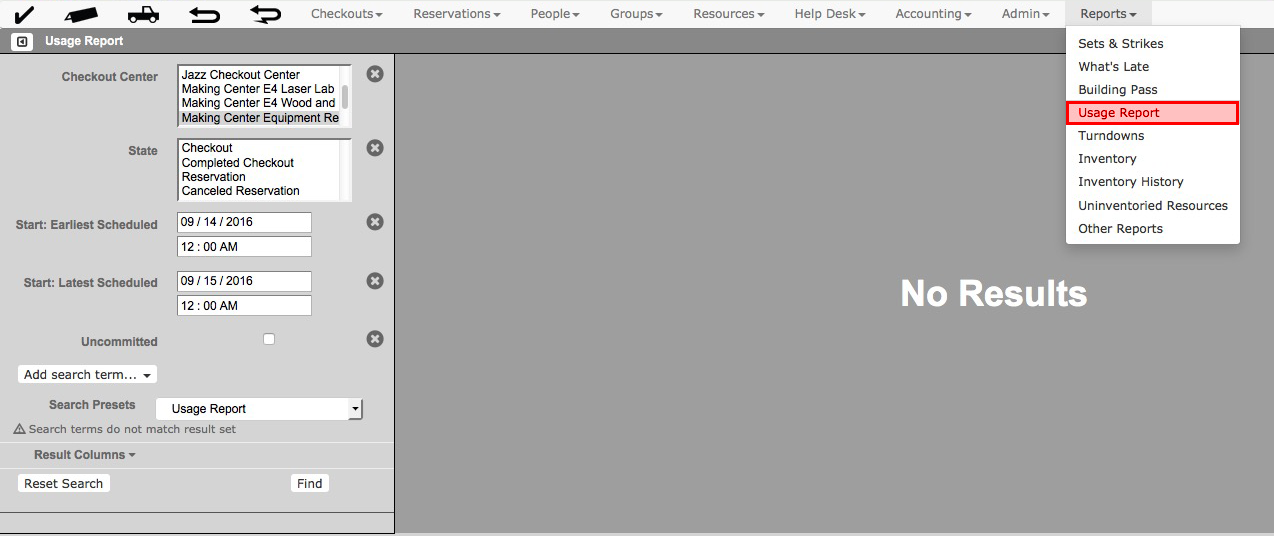 Checkouts Reservations People Groups Resources Help Desk Accounting Admin Reports
Usage Report
Checkout Center
Jazz Checkout Center
Making Center E4 Laser Lab
Making Center E4 Wood and
Making Center Equipment Re
State
Checkout
Completed Checkout
Reservation
Canceled Reservation
Start: Earliest Scheduled
09 / 14 / 2016
12 : 00 AM
Start: Latest Scheduled
09 / 15 / 2016
12 : 00 AM
Uncommitted
Add search term...
Search Presets Usage Report
Search terms do not match result set
Result Columns
Reset Search Find
Sets & Strikes
What's Late
Building Pass
Usage Report
Turndowns
Inventory
Inventory History
Uninventoried Resources
Other Reports
No Results